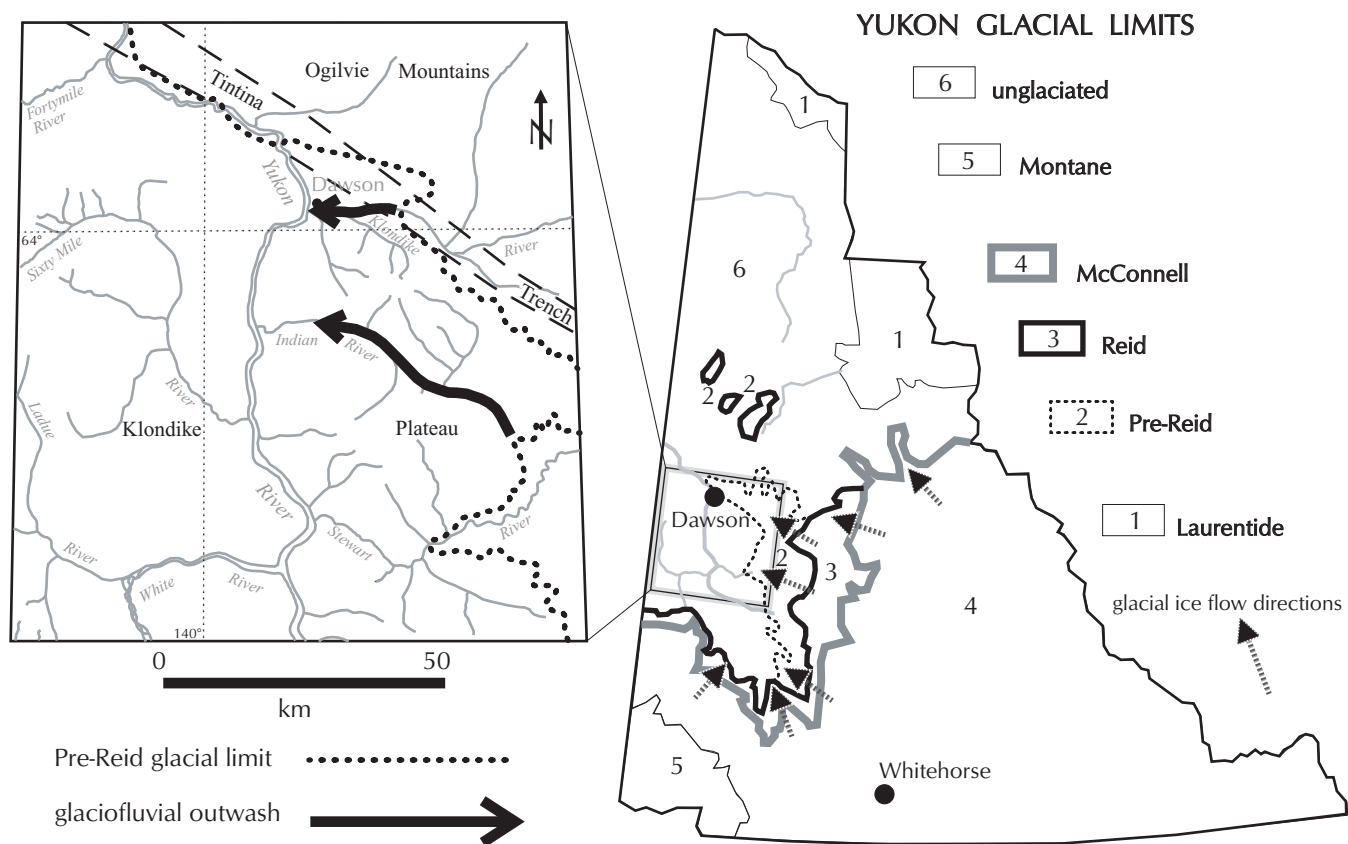 Ogilvie Mountains
Tintina
Fortymile
River
N
Yukon
Dawson
Klondike
River
64°
Sixty Mile
Trench
Indian
River
River
Ladue
Klondike
Plateau
River
River
Stewart
River
White
River
140°
0 50
km
Pre-Reid glacial limit
glaciofluvial outwash
YUKON GLACIAL LIMITS
6 unglaciated
5 Montane
4 McConnell
3 Reid
2 Pre-Reid
1 Laurentide
glacial ice flow directions
1
6
1
2
2
Dawson
2
3
4
5
Whitehorse